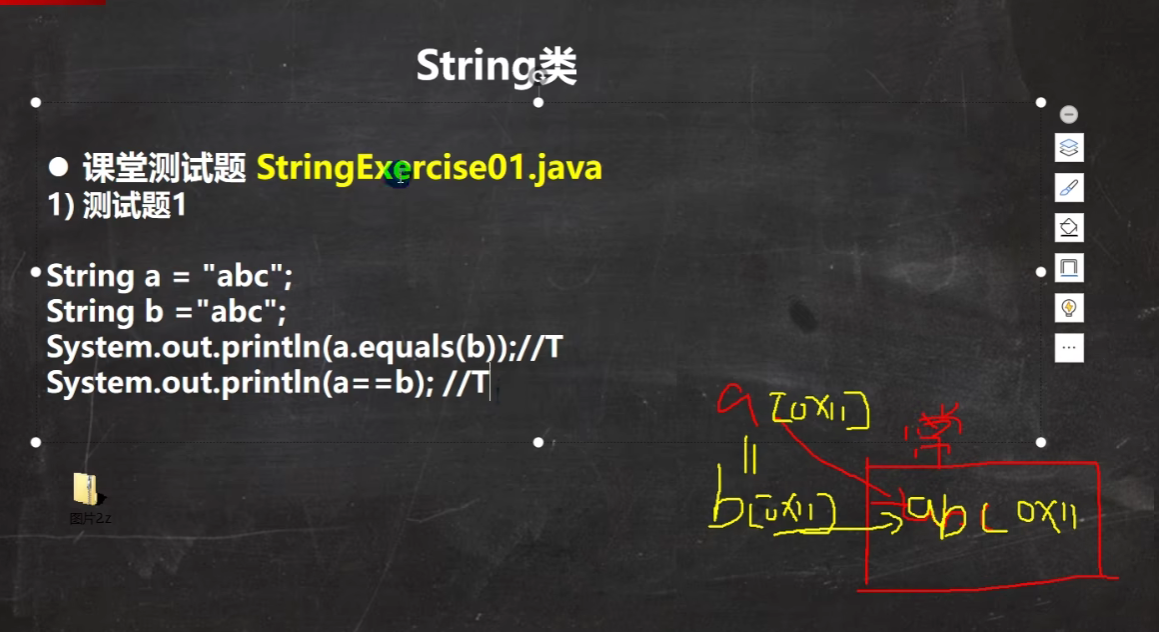 String类
课堂测试题 StringExercise01.java
1) 测试题1
String a = "abc";
String b ="abc";
System.out.println(a.equals(b));//T
System.out.println(a==b); //T
a [0X11]
常
||
b[0X11]
abc 0X11
图片2.z